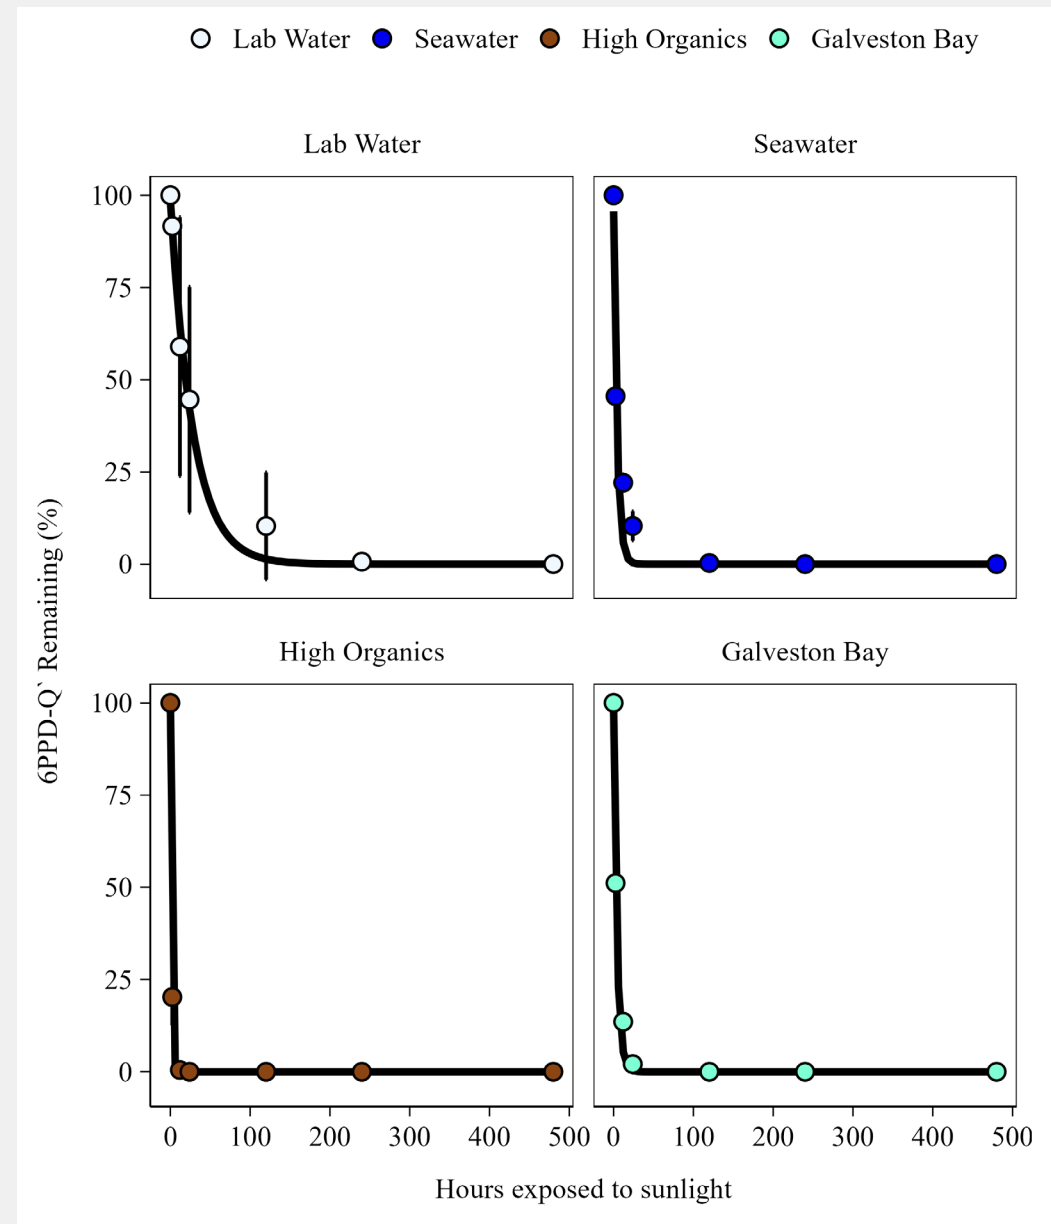 Lab Water Seawater High Organics Galveston Bay
Lab Water Seawater
100
75
50
25
0
6PPD-Q` Remaining (%)
High Organics Galveston Bay
100
75
50
25
0
0 100 200 300 400 500 0 100 200 300 400 500
Hours exposed to sunlight